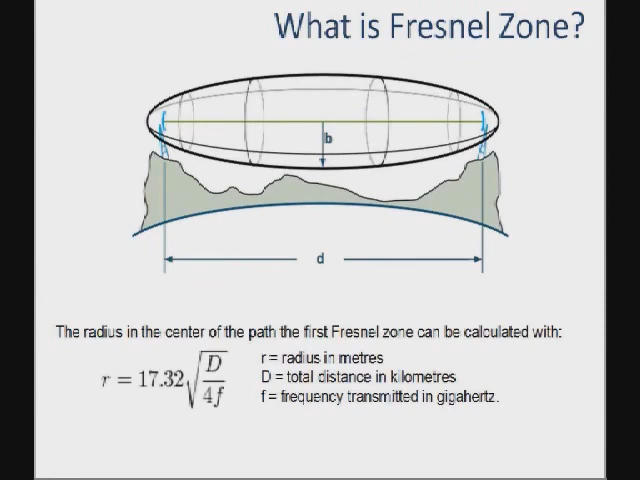 What is Fresnel Zone?
b
d
The radius in the center of the path the first Fresnel zone can be calculated with:
r = 17.32√(D/4f)
r = radius in metres
D = total distance in kilometres
f = frequency transmitted in gigahertz.